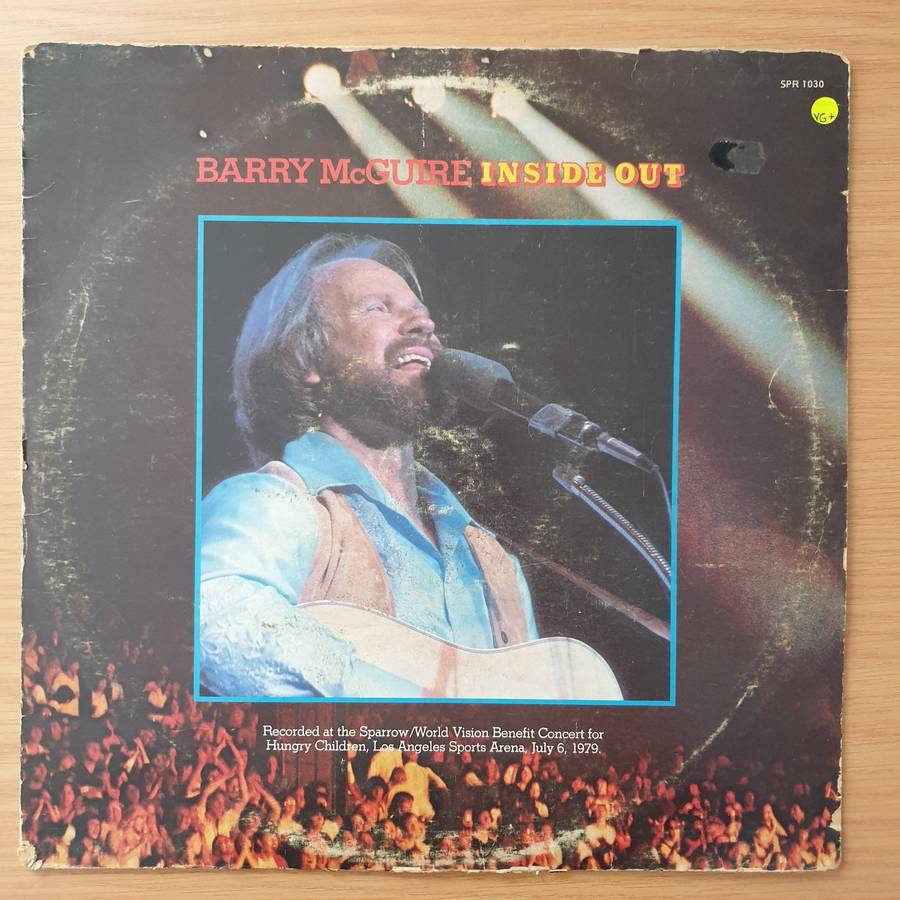 SPR 1030
VG+
BARRY McGUIRE INSIDE OUT
Recorded at the Sparrow/World Vision Benefit Concert for
Hungry Children, Los Angeles Sports Arena, July 6, 1979.